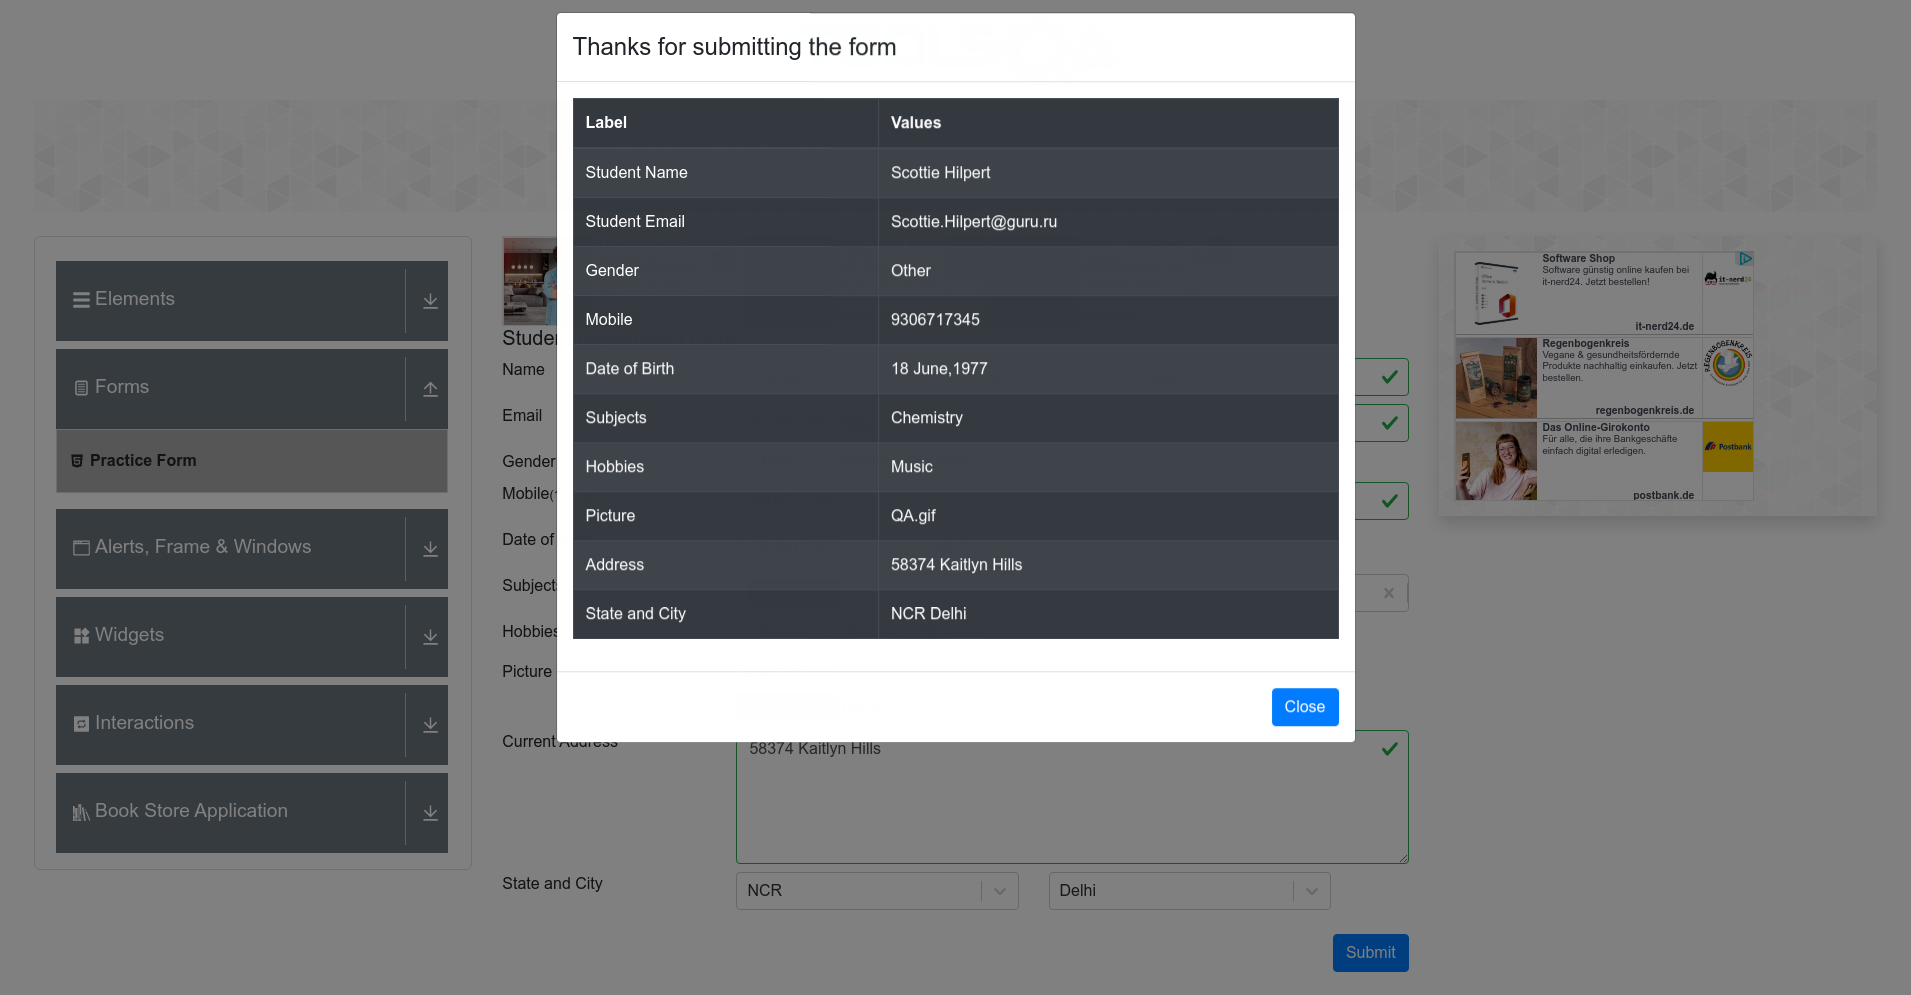 Thanks for submitting the form
Label Values
Student Name Scottie Hilpert
Student Email Scottie.Hilpert@guru.ru
Gender Other
Mobile 9306717345
Date of Birth 18 June,1977
Subjects Chemistry
Hobbies Music
Picture QA.gif
Address 58374 Kaitlyn Hills
State and City NCR Delhi
Close
Elements
Forms
Practice Form
Alerts, Frame & Windows
Widgets
Interactions
Book Store Application
Name
Email
Gender
Mobile
Date of
Hobbies
Picture
Current Address
58374 Kaitlyn Hills
State and City NCR Delhi
Submit
Software Shop
Software günstig online kaufen bei
it-nerd24. Jetzt bestellen!
it-nerd24
it-nerd24.de
Regenbogenkreis
Vegane & gesundheitsfördernde
Produkte nachhaltig einkaufen. Jetzt
bestellen.
REGENBOGENKREIS
regenbogenkreis.de
Das Online-Girokonto
Für alle, die ihre Bankgeschäfte
einfach digital erledigen.
Postbank
postbank.de